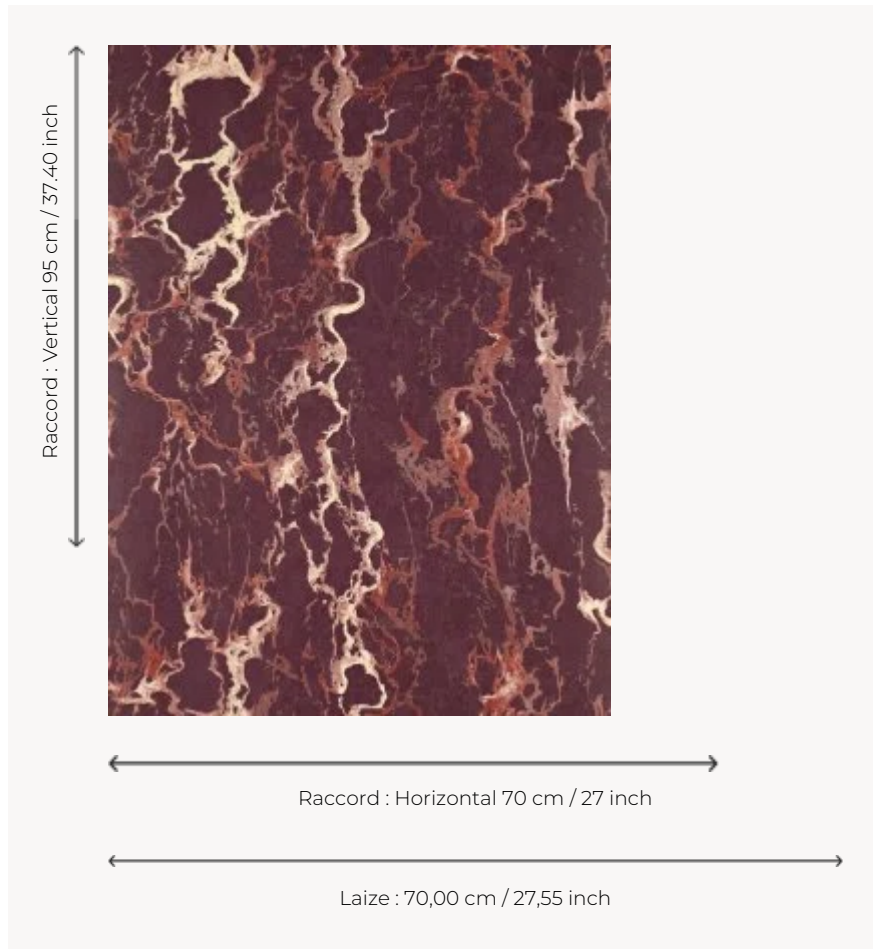 Raccord : Vertical 95 cm / 37.40 inch
Raccord : Horizontal 70 cm / 27 inch
Laize : 70,00 cm / 27,55 inch